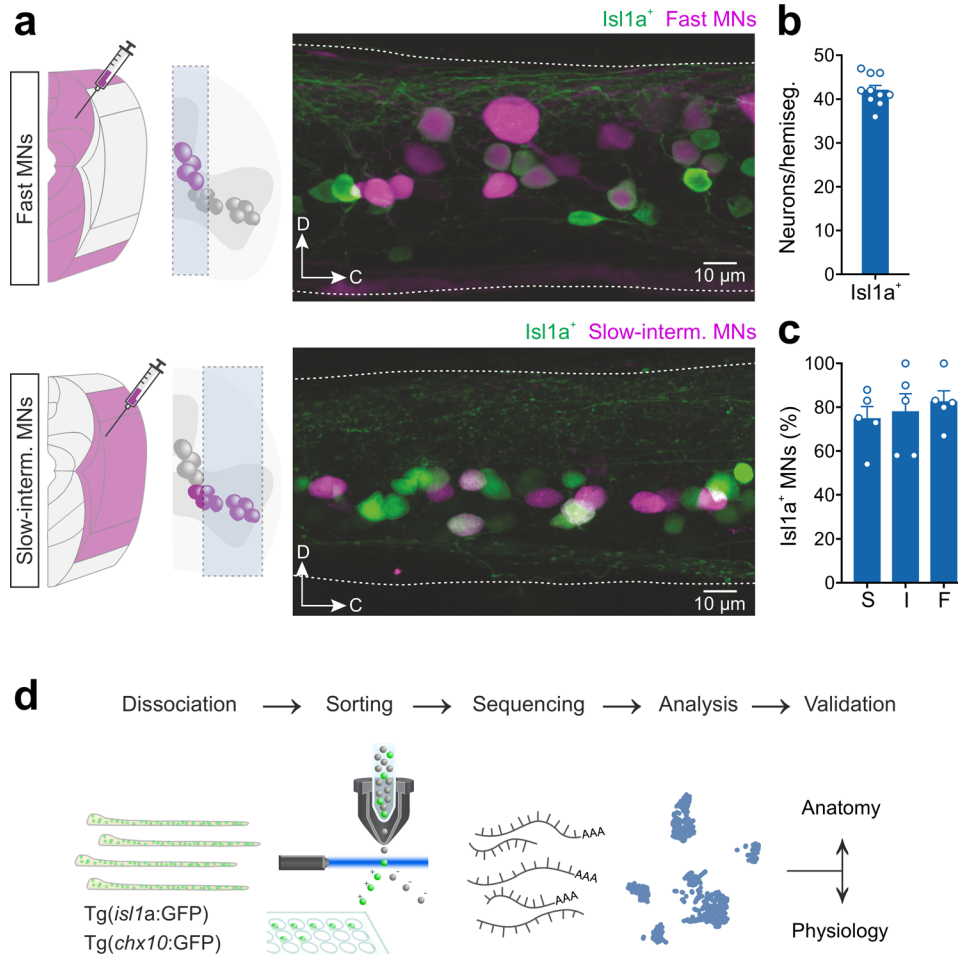 a
Isl1a⁺ Fast MNs
Fast MNs
D
C
10 µm
Isl1a⁺ Slow-interm. MNs
Slow-interm. MNs
D
C
10 µm
b
Neurons/hemiseg.
50
40
30
20
10
0
Isl1a⁺
c
Isl1a⁺ MNs (%)
100
80
60
40
20
0
S I F
d
Dissociation → Sorting → Sequencing → Analysis → Validation
+ + + - - -
AAA
AAA
AAA
Anatomy
Physiology
Tg(isl1a:GFP)
Tg(chx10:GFP)